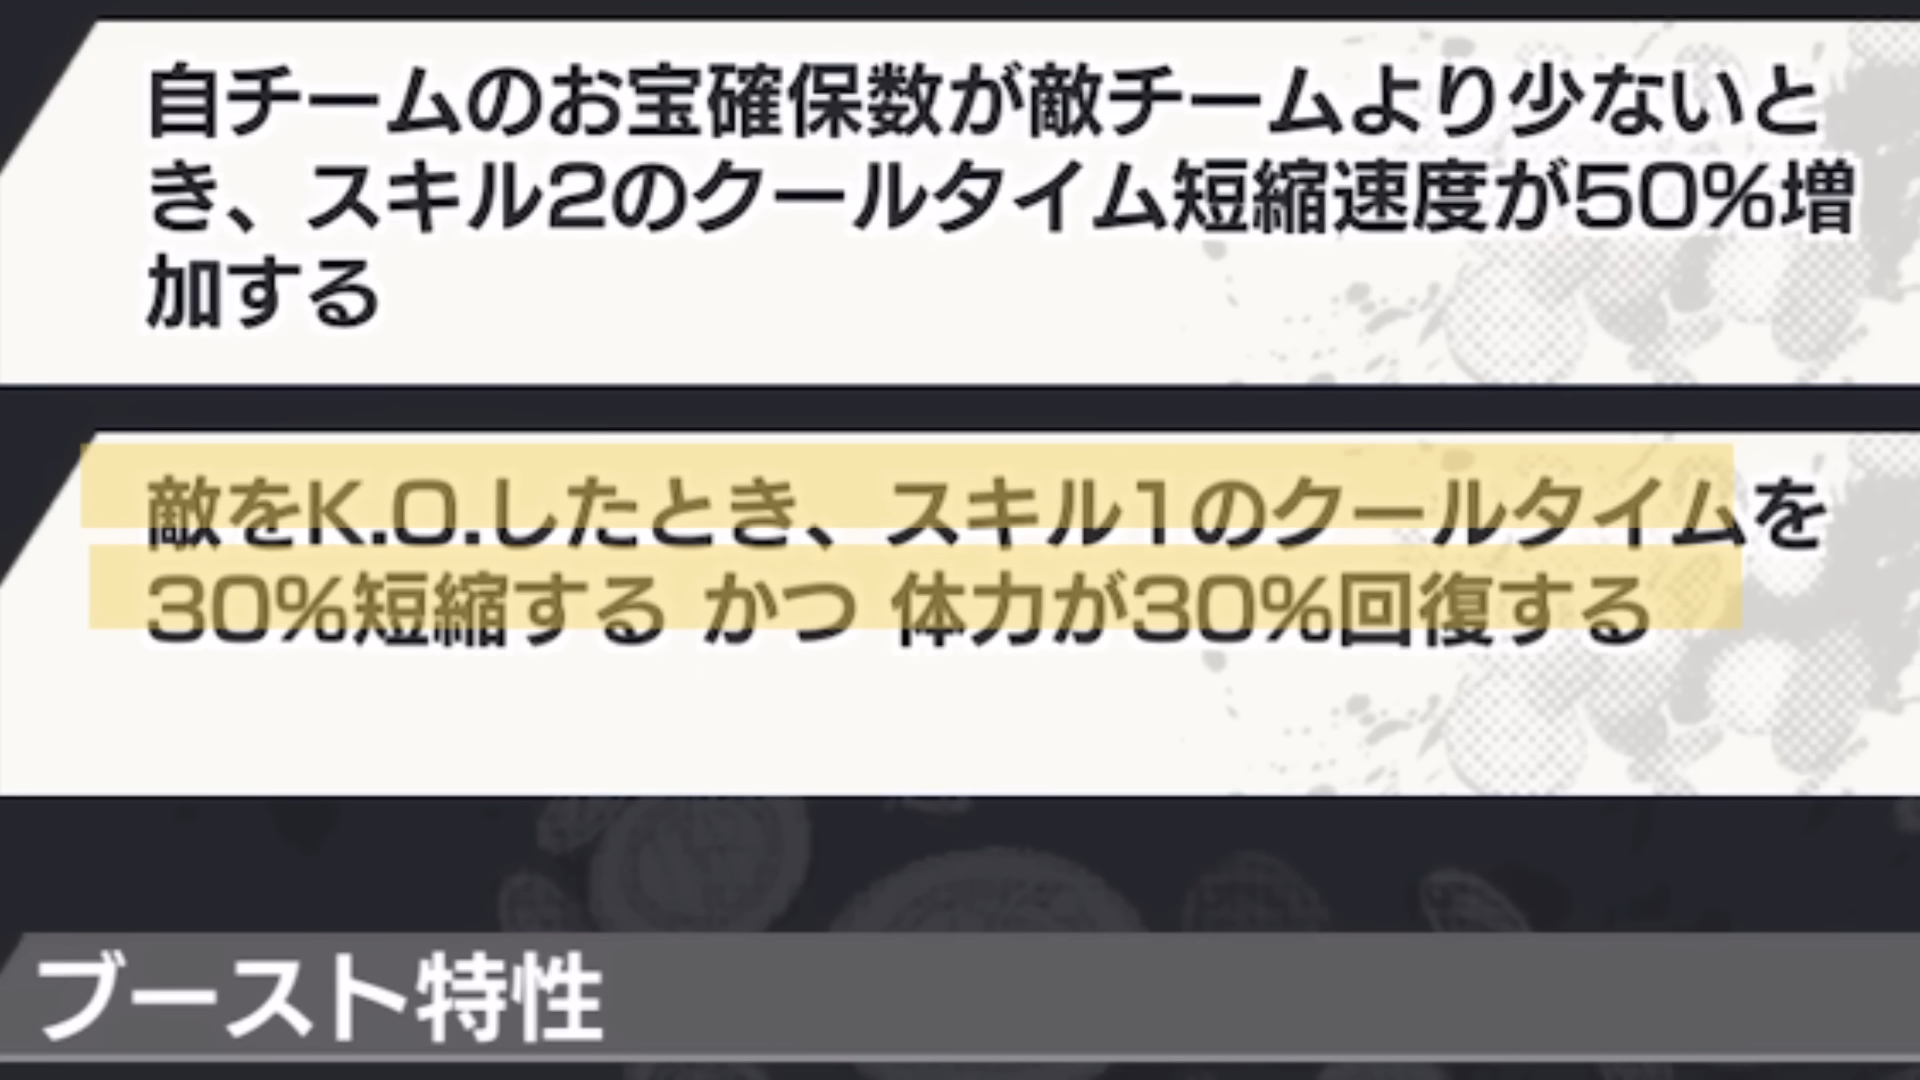 自チームのお宝確保数が敵チームより少ないと
き、スキル2のクールタイム短縮速度が50%増
加する
敵をK.O.したとき、スキル1のクールタイムを
30%短縮する かつ 体力が30%回復する
ブースト特性